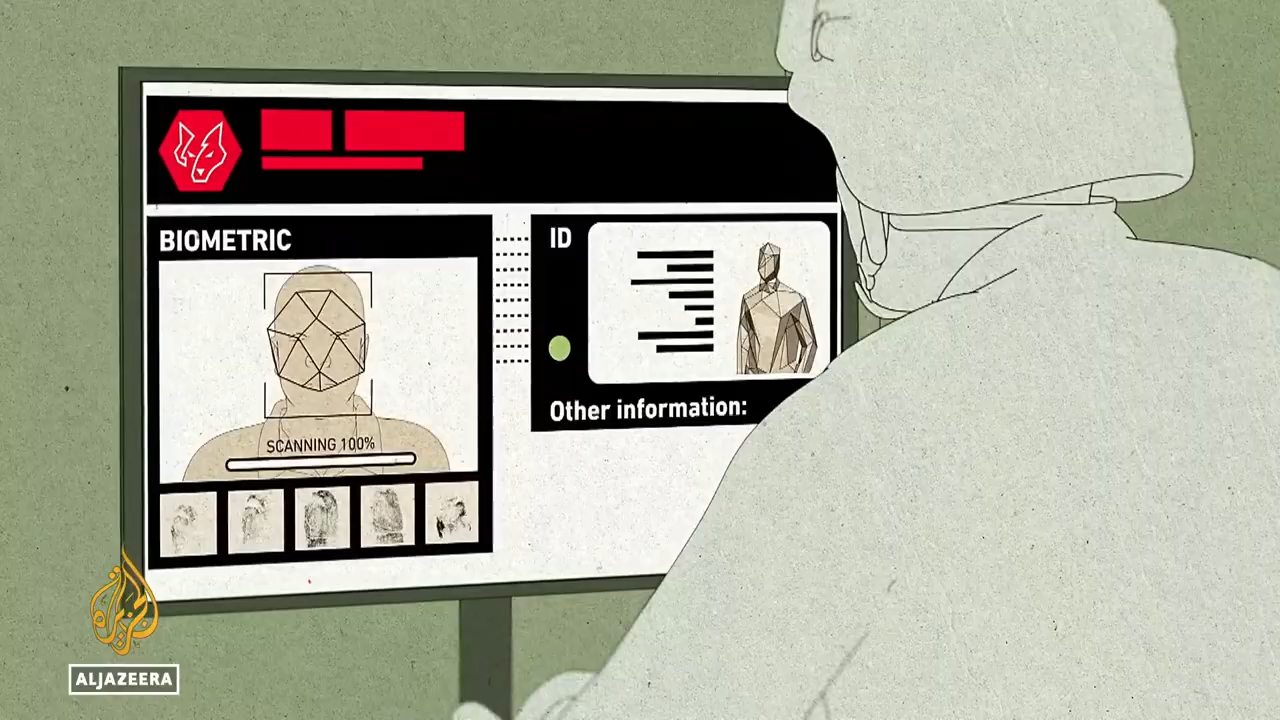 BIOMETRIC
SCANNING 100%
ID
Other information:
ALJAZEERA